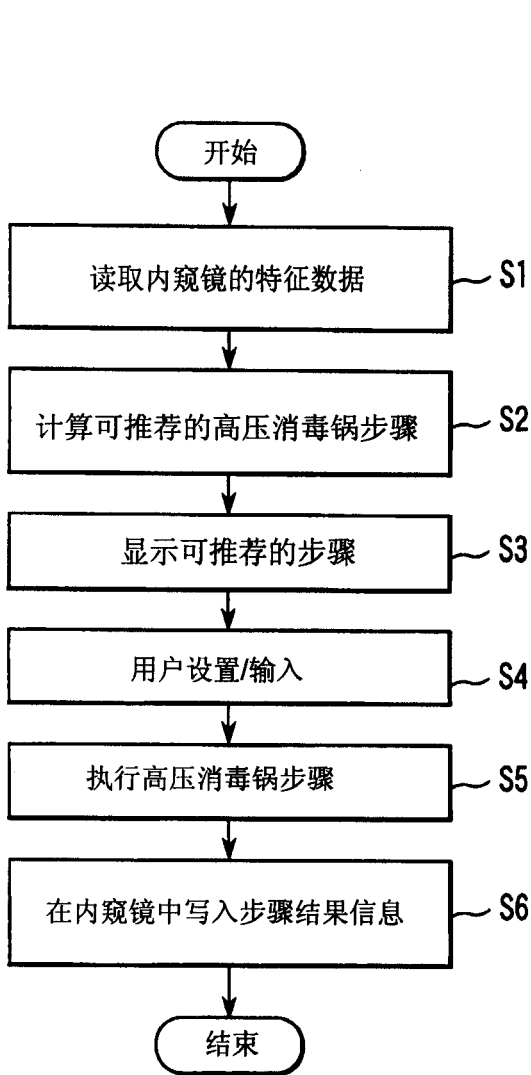 开始
读取内窥镜的特征数据
S1
计算可推荐的高压消毒锅步骤
S2
显示可推荐的步骤
S3
用户设置/输入
S4
执行高压消毒锅步骤
S5
在内窥镜中写入步骤结果信息
S6
结束